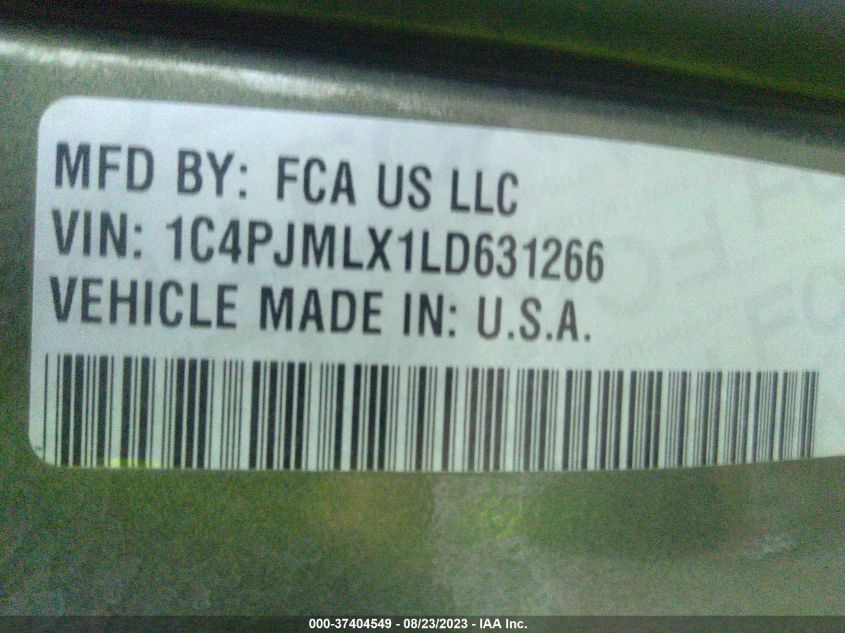 MFD BY: FCA US LLC
VIN: 1C4PJMLX1LD631266
VEHICLE MADE IN: U.S.A.
000-37404549 - 08/23/2023 - IAA Inc.